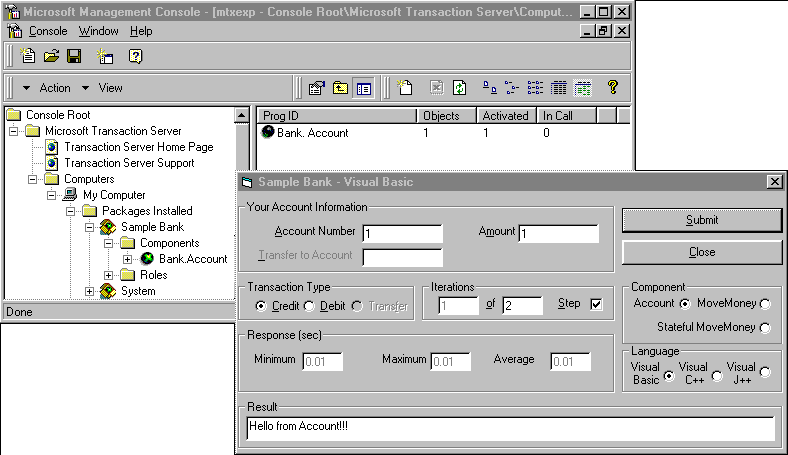 Microsoft Management Console - [mtxexp - Console Root\Microsoft Transaction Server\Comput...
Console Window Help
Action View
Console Root
Microsoft Transaction Server
Transaction Server Home Page
Transaction Server Support
Computers
My Computer
Packages Installed
Sample Bank
Components
Bank.Account
Roles
System
Done
Prog ID Objects Activated In Call
Bank. Account 1 1 0
Sample Bank - Visual Basic
Your Account Information
Account Number 1 Amount 1
Transfer to Account
Submit
Close
Transaction Type
Credit Debit Transfer
Iterations
1 of 2 Step
Component
Account MoveMoney
Stateful MoveMoney
Response (sec)
Minimum 0.01 Maximum 0.01 Average 0.01
Language
Visual Basic Visual C++ Visual J++
Result
Hello from Account!!!